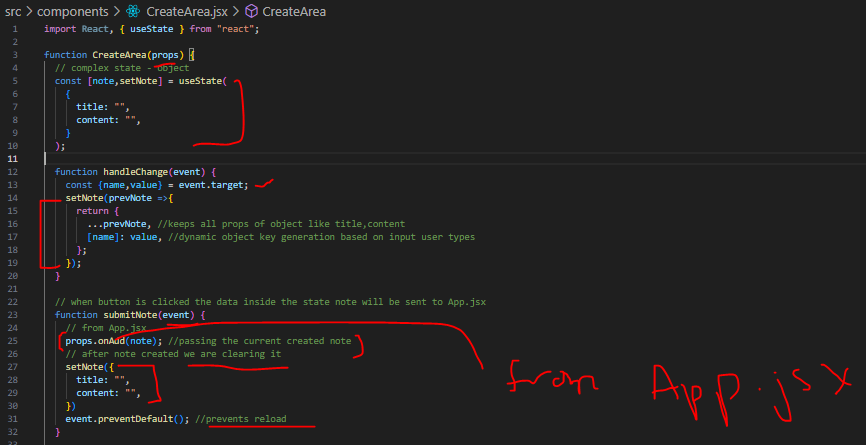 src > components > CreateArea.jsx > CreateArea
1 import React, { useState } from "react";
2
3 function CreateArea(props) {
4 // complex state - object
5 const [note,setNote] = useState(
6 {
7 title: "",
8 content: "",
9 }
10 );
11
12 function handleChange(event) {
13 const {name,value} = event.target;
14 setNote(prevNote =>{
15 return {
16 ...prevNote, //keeps all props of object like title,content
17 [name]: value, //dynamic object key generation based on input user types
18 };
19 });
20 }
21
22 // when button is clicked the data inside the state note will be sent to App.jsx
23 function submitNote(event) {
24 // from App.jsx
25 props.onAdd(note); //passing the current created note
26 // after note created we are clearing it
27 setNote({
28 title: "",
29 content: "",
30 })
31 event.preventDefault(); //prevents reload
32 }
33
from App.jsx